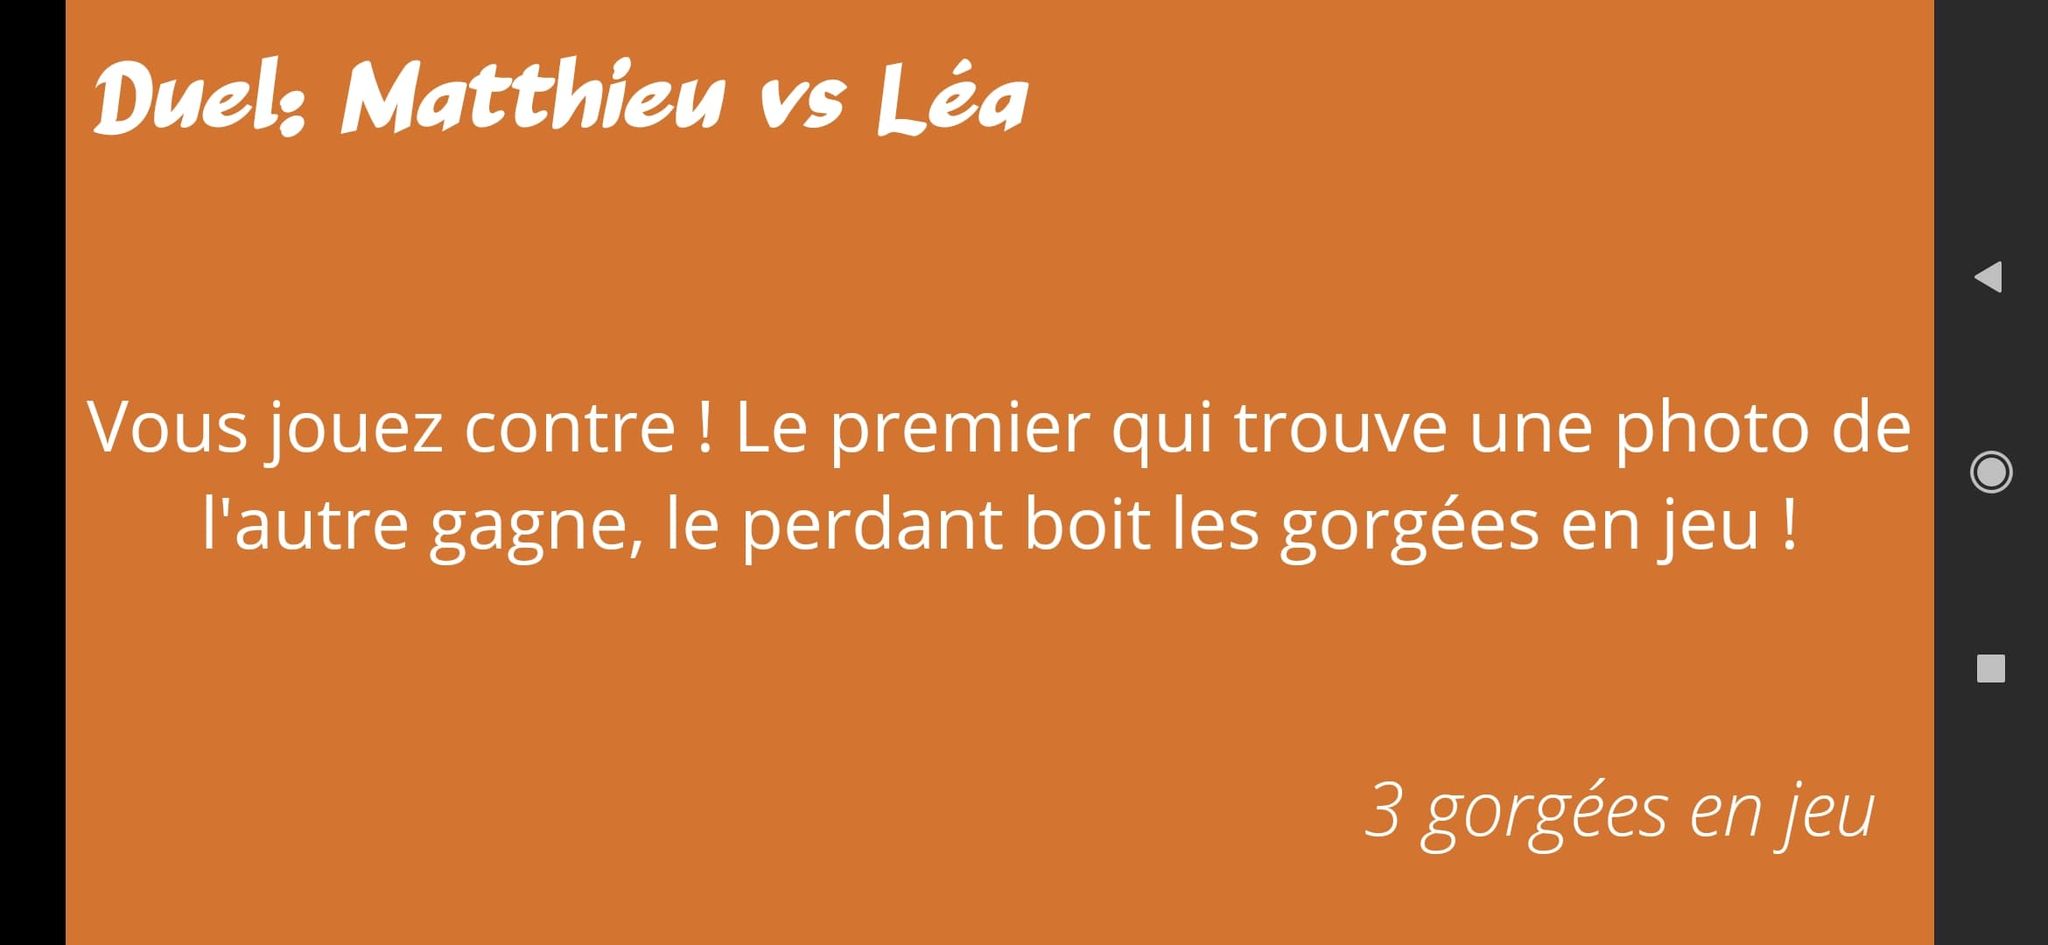 Duel: Matthieu vs Léa
Vous jouez contre ! Le premier qui trouve une photo de
l'autre gagne, le perdant boit les gorgées en jeu !
3 gorgées en jeu